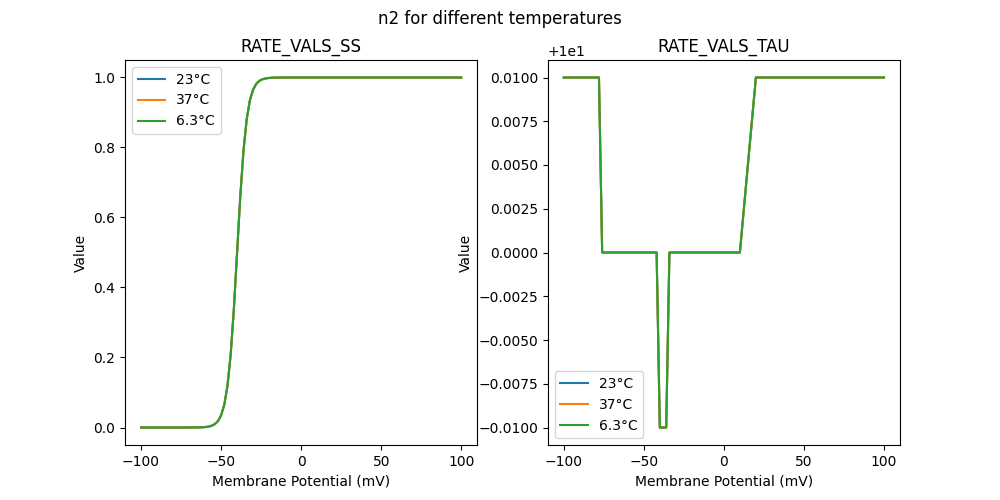 n2 for different temperatures
RATE_VALS_SS
23°C
37°C
6.3°C
1.0
0.8
0.6
0.4
0.2
0.0
Value
−100
−50
0
50
100
Membrane Potential (mV)
RATE_VALS_TAU
+1e1
0.0100
0.0075
0.0050
0.0025
0.0000
−0.0025
−0.0050
−0.0075
−0.0100
Value
23°C
37°C
6.3°C
−100
−50
0
50
100
Membrane Potential (mV)